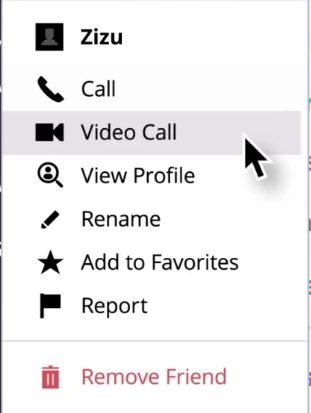 Zizu
Call
Video Call
View Profile
Rename
Add to Favorites
Report
Remove Friend